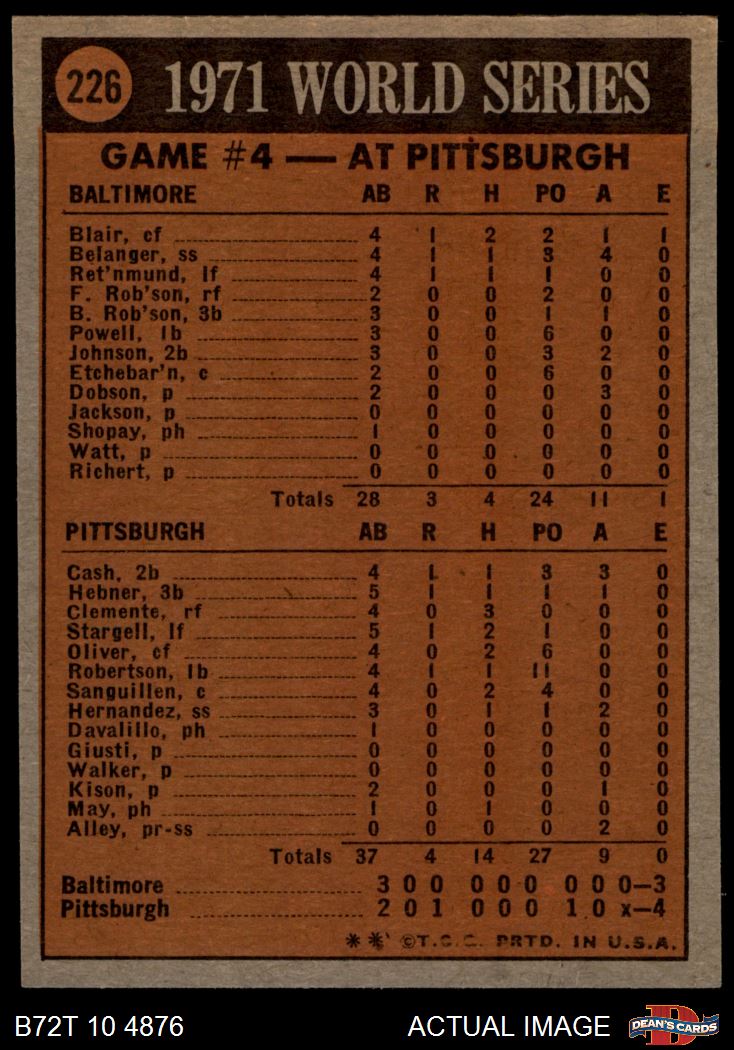 226 1971 WORLD SERIES
GAME #4 — AT PITTSBURGH
BALTIMORE AB R H PO A E
Blair, cf 4 1 2 2 1 1
Belanger, ss 4 1 1 3 4 0
Ret'nmund, lf 4 1 1 1 0 0
F. Rob'son, rf 2 0 0 2 0 0
B. Rob'son, 3b 3 0 0 1 1 0
Powell, 1b 3 0 0 6 0 0
Johnson, 2b 3 0 0 3 2 0
Etchebar'n, c 2 0 0 6 0 0
Dobson, p 2 0 0 0 3 0
Jackson, p 0 0 0 0 0 0
Shopay, ph 1 0 0 0 0 0
Watt, p 0 0 0 0 0 0
Richert, p 0 0 0 0 0 0
Totals 28 3 4 24 11 1
PITTSBURGH AB R H PO A E
Cash, 2b 4 1 1 3 3 0
Hebner, 3b 5 1 1 1 1 0
Clemente, rf 4 0 3 0 0 0
Stargell, lf 5 1 2 1 0 0
Oliver, cf 4 0 2 6 0 0
Robertson, 1b 4 1 1 11 0 0
Sanguillen, c 4 0 2 4 0 0
Hernandez, ss 3 0 1 1 2 0
Davalillo, ph 1 0 0 0 0 0
Giusti, p 0 0 0 0 0 0
Walker, p 0 0 0 0 0 0
Kison, p 2 0 0 0 1 0
May, ph 1 0 1 0 0 0
Alley, pr-ss 0 0 0 0 2 0
Totals 37 4 14 27 9 0
Baltimore 3 0 0 0 0 0 0 0 0—3
Pittsburgh 2 0 1 0 0 0 1 0 x—4
** ©T.C.C. PRTD. IN U.S.A.
B72T 10 4876 ACTUAL IMAGE DEAN'S CARDS